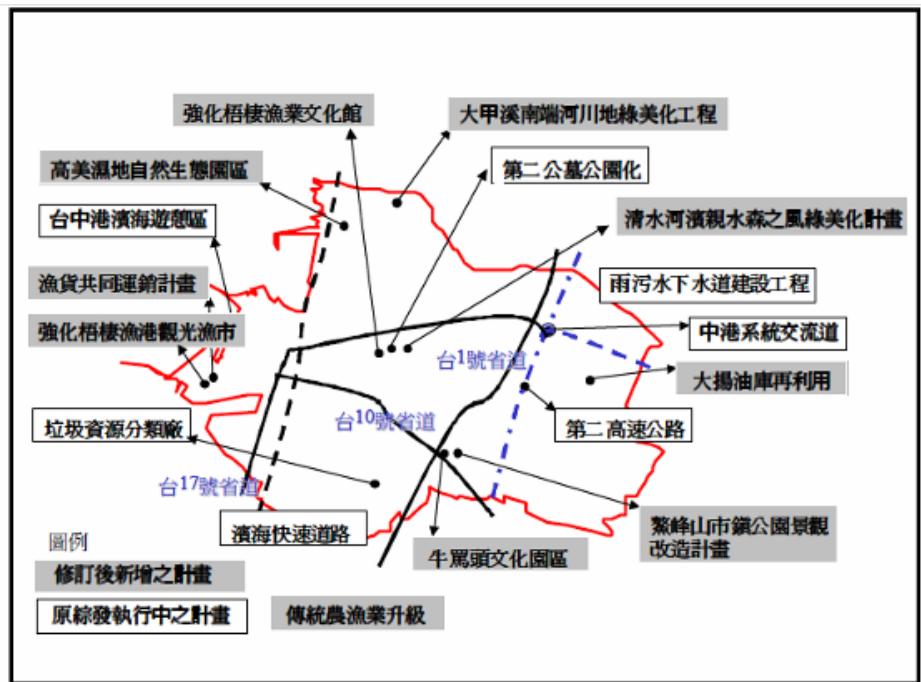 強化梧棲漁業文化館
大甲溪南端河川地綠美化工程
高美濕地自然生態園區
第二公墓公園化
台中港濱海遊憩區
清水河濱親水森之風綠美化計畫
漁貨共同運銷計畫
雨污水下水道建設工程
強化梧棲漁港觀光漁市
中港系統交流道
台1號省道
大揚油庫再利用
台10號省道
垃圾資源分類廠
第二高速公路
台17號省道
濱海快速道路
鰲峰山市鎮公園景觀
改造計畫
牛罵頭文化園區
圖例
修訂後新增之計畫
原綜發執行中之計畫
傳統農漁業升級